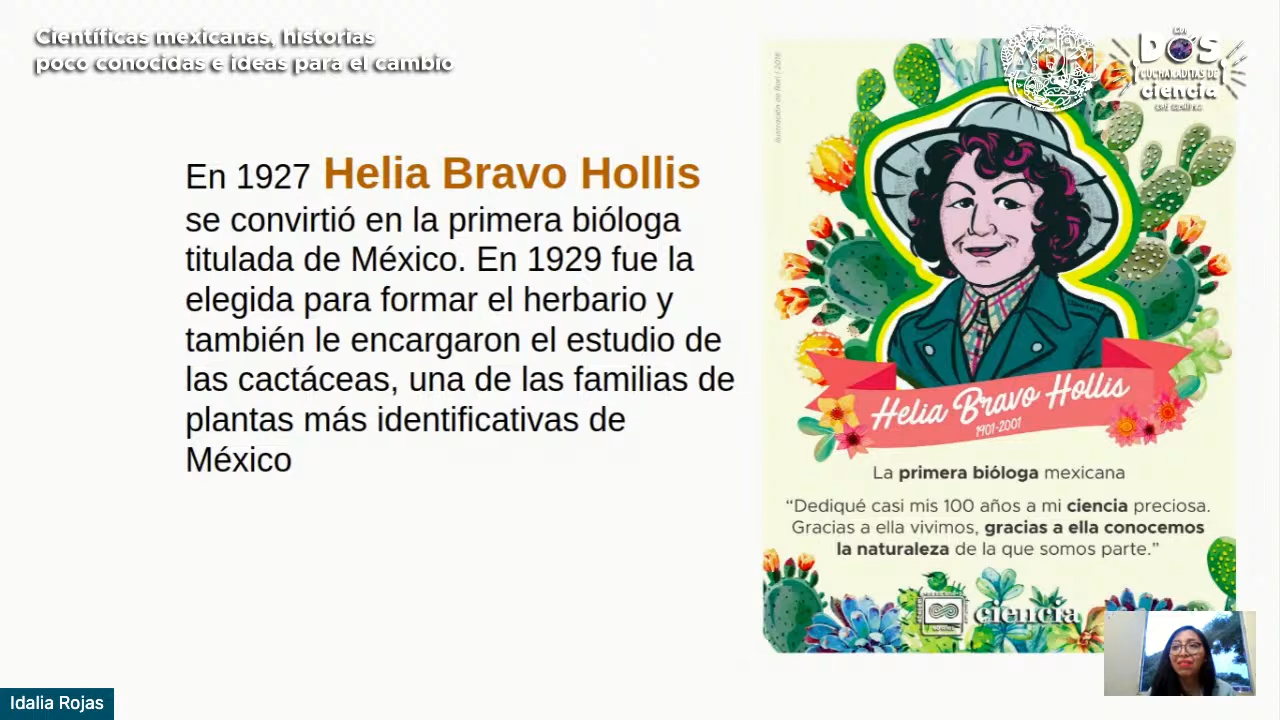 Científicas mexicanas, historias
poco conocidas e ideas para el cambio
DOS
CUCHARADITAS DE
ciencia
En 1927 Helia Bravo Hollis
se convirtió en la primera bióloga
titulada de México. En 1929 fue la
elegida para formar el herbario y
también le encargaron el estudio de
las cactáceas, una de las familias de
plantas más identificativas de
México
Helia Bravo Hollis
1901-2001
La primera bióloga mexicana
“Dediqué casi mis 100 años a mi ciencia preciosa.
Gracias a ella vivimos, gracias a ella conocemos
la naturaleza de la que somos parte.”
ciencia
Idalia Rojas